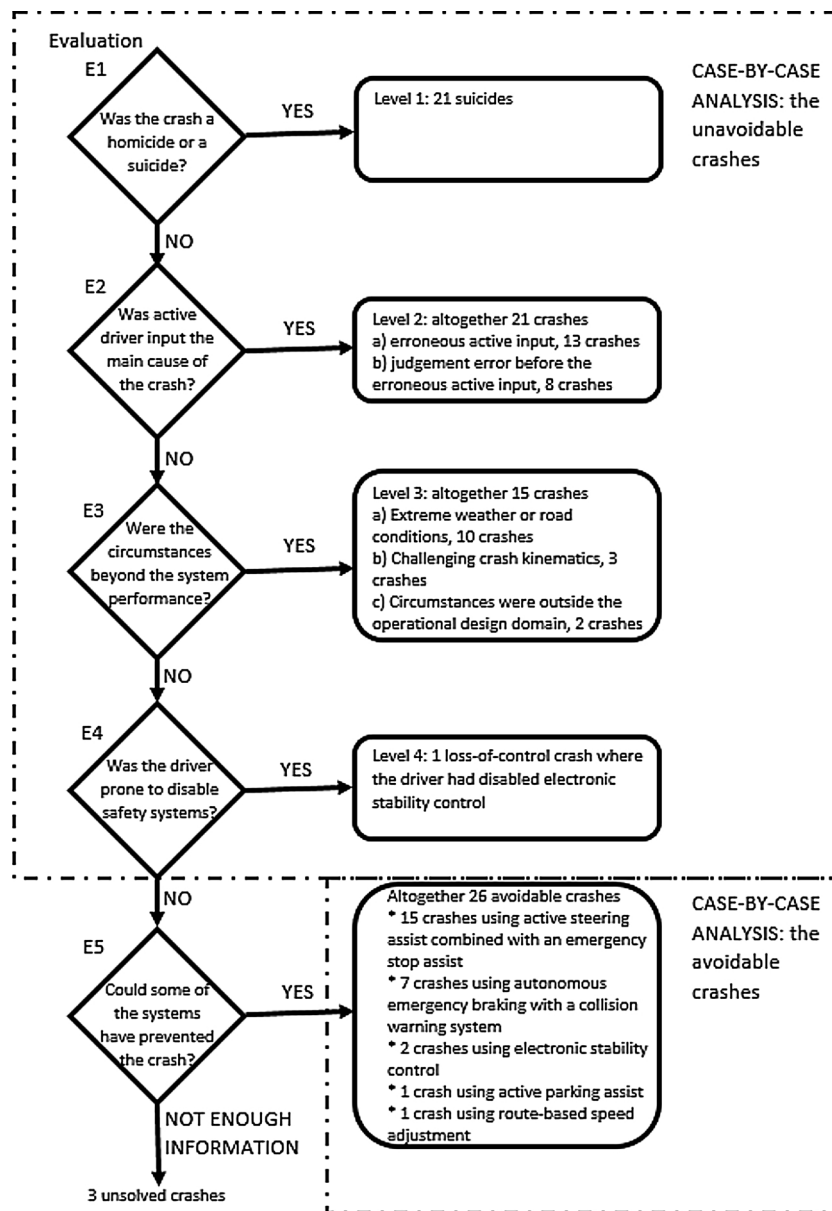 Evaluation
E1
Was the crash a
homicide or a
suicide?
YES
Level 1: 21 suicides
CASE-BY-CASE
ANALYSIS: the
unavoidable
crashes
NO
E2
Was active
driver input the
main cause of
the crash?
YES
Level 2: altogether 21 crashes
a) erroneous active input, 13 crashes
b) judgement error before the
erroneous active input, 8 crashes
NO
E3
Were the
circumstances
beyond the system
performance?
YES
Level 3: altogether 15 crashes
a) Extreme weather or road
conditions, 10 crashes
b) Challenging crash kinematics, 3
crashes
c) Circumstances were outside the
operational design domain, 2 crashes
NO
E4
Was the driver
prone to disable
safety systems?
YES
Level 4: 1 loss-of-control crash where
the driver had disabled electronic
stability control
NO
E5
Could some of
the systems
have prevented
the crash?
YES
Altogether 26 avoidable crashes
* 15 crashes using active steering
assist combined with an emergency
stop assist
* 7 crashes using autonomous
emergency braking with a collision
warning system
* 2 crashes using electronic stability
control
* 1 crash using active parking assist
* 1 crash using route-based speed
adjustment
CASE-BY-CASE
ANALYSIS: the
avoidable
crashes
NOT ENOUGH
INFORMATION
3 unsolved crashes